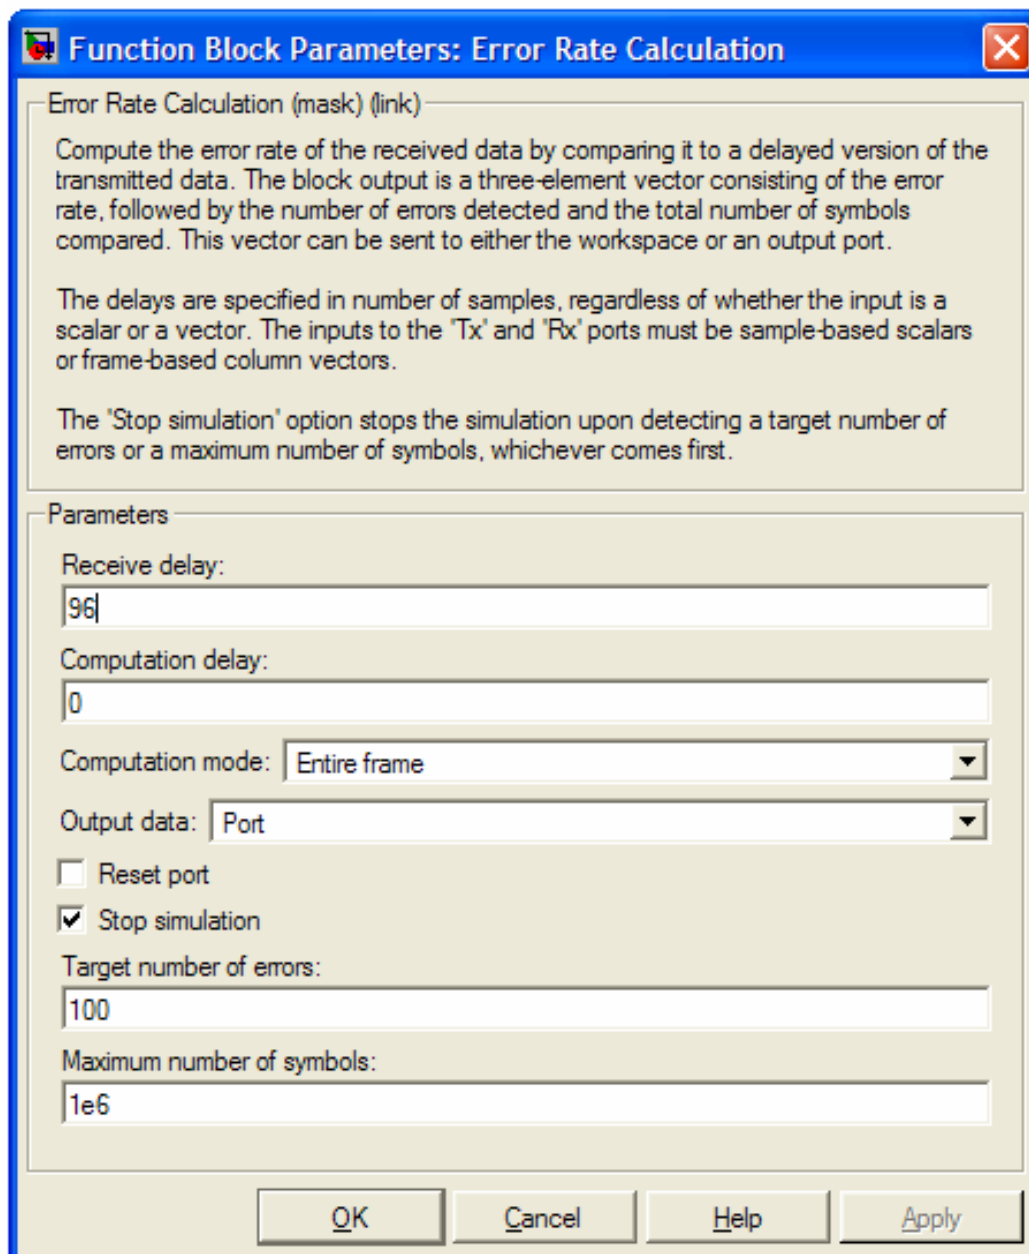 Function Block Parameters: Error Rate Calculation
Error Rate Calculation (mask) (link)
Compute the error rate of the received data by comparing it to a delayed version of the
transmitted data. The block output is a three-element vector consisting of the error
rate, followed by the number of errors detected and the total number of symbols
compared. This vector can be sent to either the workspace or an output port.
The delays are specified in number of samples, regardless of whether the input is a
scalar or a vector. The inputs to the 'Tx' and 'Rx' ports must be sample-based scalars
or frame-based column vectors.
The 'Stop simulation' option stops the simulation upon detecting a target number of
errors or a maximum number of symbols, whichever comes first.
Parameters
Receive delay:
96
Computation delay:
0
Computation mode: Entire frame
Output data: Port
Reset port
Stop simulation
Target number of errors:
100
Maximum number of symbols:
1e6
OK Cancel Help Apply